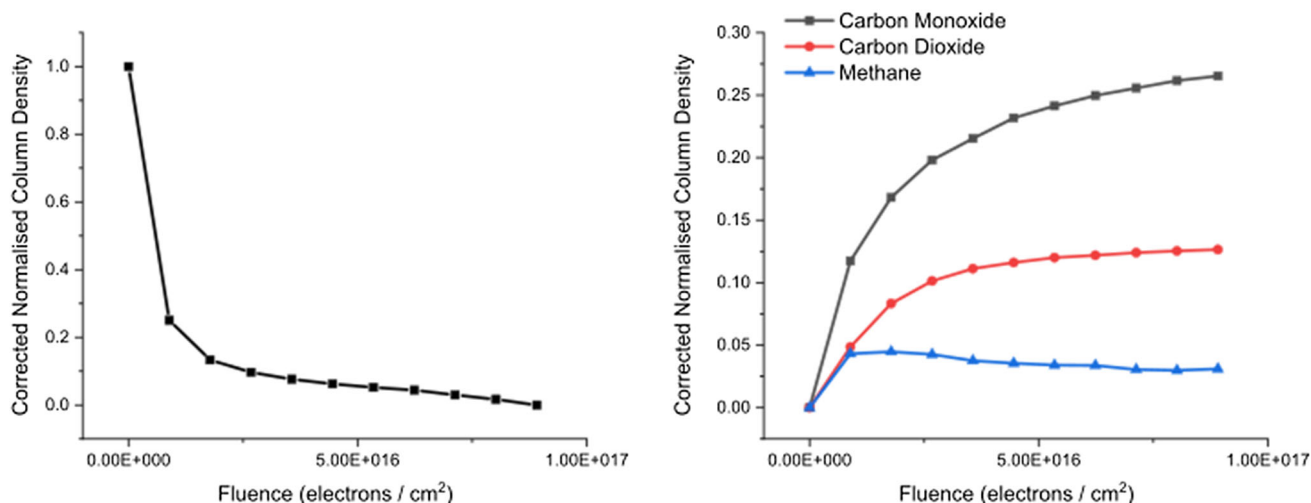 Corrected Normalised Column Density
1.0
0.8
0.6
0.4
0.2
0.0
0.00E+000 5.00E+016 1.00E+017
Fluence (electrons / cm²)
Carbon Monoxide
Carbon Dioxide
Methane
Corrected Normalised Column Density
0.30
0.25
0.20
0.15
0.10
0.05
0.00
0.00E+000 5.00E+016 1.00E+017
Fluence (electrons / cm²)